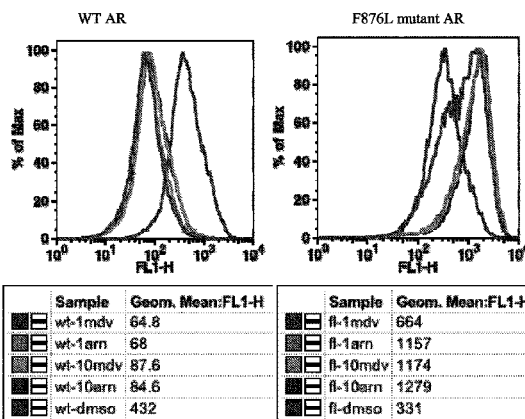 WT AR
F876L mutant AR
% of Max
100
80
60
40
20
0
10^0 10^1 10^2 10^3 10^4
FL1-H
% of Max
100
80
60
40
20
0
10^0 10^1 10^2 10^3 10^4
FL1-H
Sample Geom. Mean:FL1-H
wt-1mdv 64.8
wt-1arn 68
wt-10mdv 87.6
wt-10arn 84.6
wt-dmso 432
Sample Geom. Mean:FL1-H
fl-1mdv 664
fl-1arn 1157
fl-10mdv 1174
fl-10arn 1279
fl-dmso 331